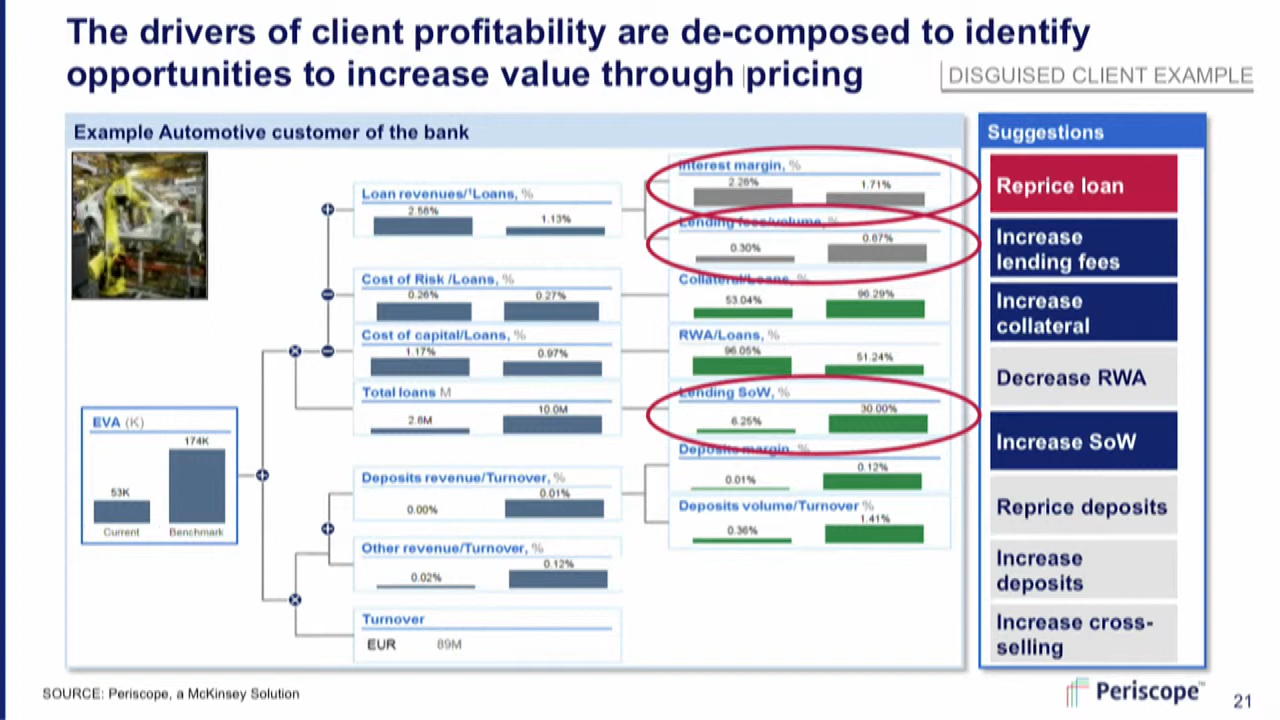 The drivers of client profitability are de-composed to identify
opportunities to increase value through pricing
DISGUISED CLIENT EXAMPLE
Example Automotive customer of the bank
EVA (K)
53K
174K
Current
Benchmark
Loan revenues/¹Loans, %
2.56%
1.13%
Cost of Risk /Loans, %
0.26%
0.27%
Cost of capital/Loans, %
1.17%
0.97%
Total loans M
2.8M
10.0M
Deposits revenue/Turnover, %
0.00%
0.01%
Other revenue/Turnover, %
0.02%
0.12%
Turnover
EUR 89M
Interest margin, %
2.26%
1.71%
Lending fees/volume, %
0.30%
0.67%
Collateral/Loans, %
53.04%
96.29%
RWA/Loans, %
96.05%
51.24%
Lending SoW, %
6.25%
30.00%
Deposits margin, %
0.01%
0.12%
Deposits volume/Turnover %
0.36%
1.41%
Suggestions
Reprice loan
Increase
lending fees
Increase
collateral
Decrease RWA
Increase SoW
Reprice deposits
Increase
deposits
Increase cross-
selling
SOURCE: Periscope, a McKinsey Solution
Periscope™
21